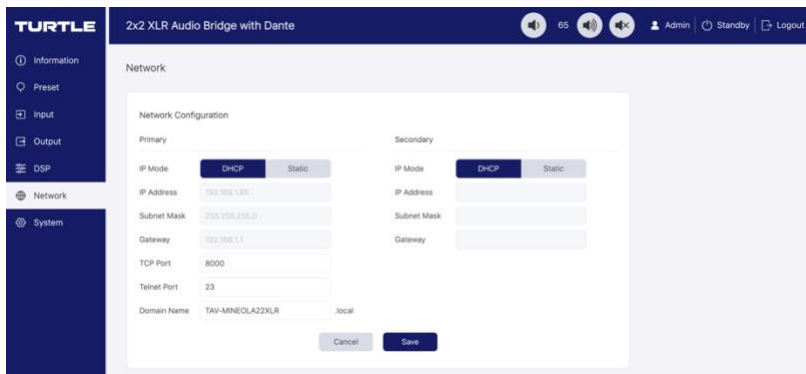 TURTLE
2x2 XLR Audio Bridge with Dante
65
Admin
Standby
Logout
Information
Preset
Input
Output
DSP
Network
System
Network
Network Configuration
Primary
IP Mode DHCP Static
IP Address 192.168.1.85
Subnet Mask 255.255.255.0
Gateway 192.168.1.1
TCP Port 8000
Telnet Port 23
Domain Name TAV-MINEOLA22XLR .local
Secondary
IP Mode DHCP Static
IP Address
Subnet Mask
Gateway
Cancel Save